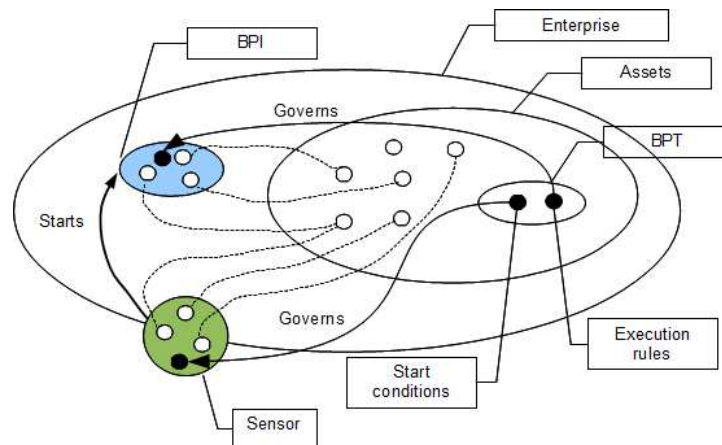 Enterprise
BPI
Assets
Governs
BPT
Starts
Governs
Execution
rules
Start
conditions
Sensor